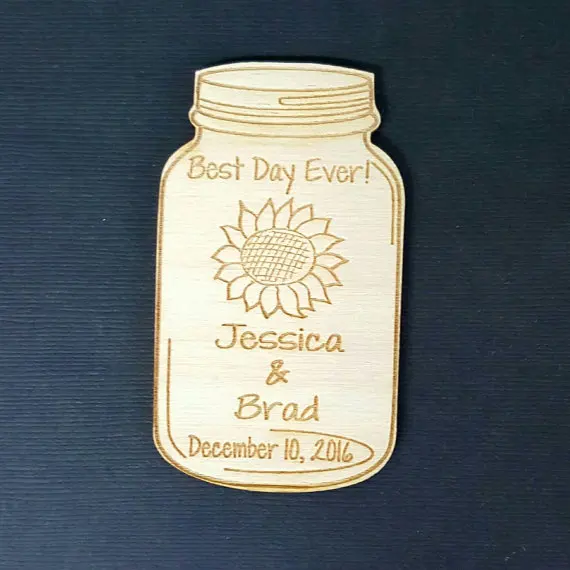 Best Day Ever!
Jessica
&
Brad
December 10, 2016